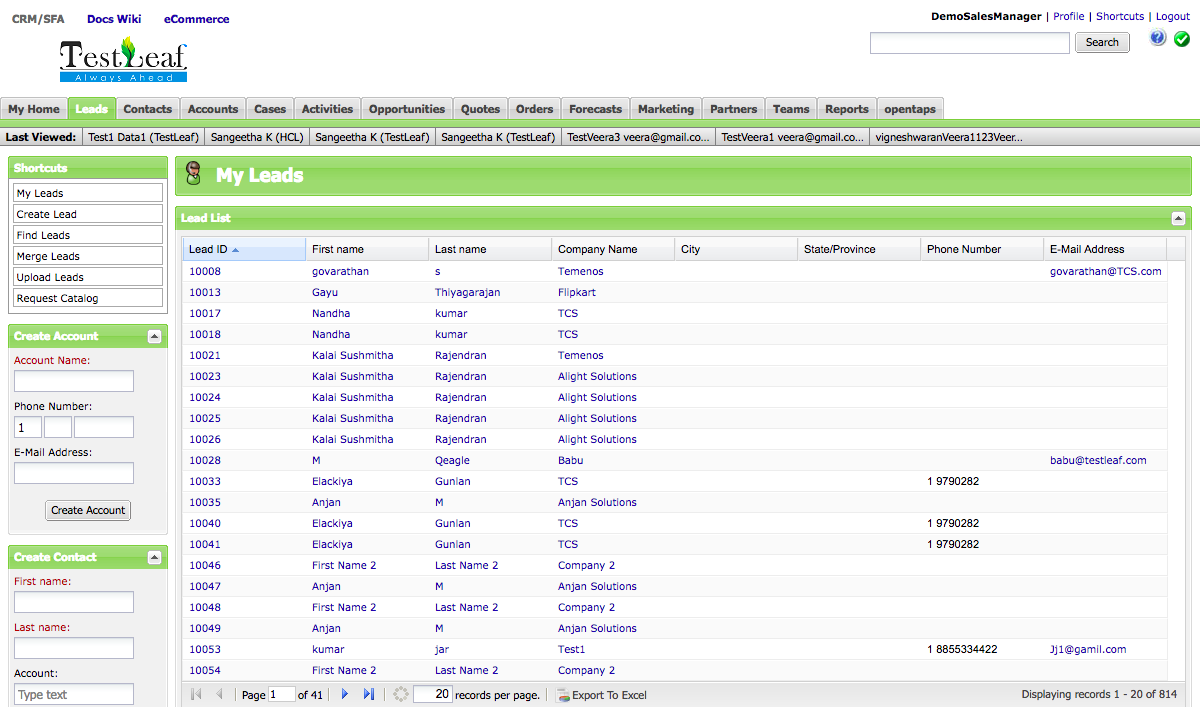 CRM/SFA Docs Wiki eCommerce
DemoSalesManager | Profile | Shortcuts | Logout
TestLeaf
Always Ahead
Search
My Home Leads Contacts Accounts Cases Activities Opportunities Quotes Orders Forecasts Marketing Partners Teams Reports opentaps
Last Viewed: Test1 Data1 (TestLeaf) Sangeetha K (HCL) Sangeetha K (TestLeaf) Sangeetha K (TestLeaf) TestVeera3 veera@gmail.co... TestVeera1 veera@gmail.co... vigneshwaranVeera1123Veer...
Shortcuts
My Leads
Create Lead
Find Leads
Merge Leads
Upload Leads
Request Catalog
Create Account
Account Name:
Phone Number:
1
E-Mail Address:
Create Account
Create Contact
First name:
Last name:
Account:
Type text
My Leads
Lead List
Lead ID First name Last name Company Name City State/Province Phone Number E-Mail Address
10008 govarathan s Temenos govarathan@TCS.com
10013 Gayu Thiyagarajan Flipkart
10017 Nandha kumar TCS
10018 Nandha kumar TCS
10021 Kalai Sushmitha Rajendran Temenos
10023 Kalai Sushmitha Rajendran Alight Solutions
10024 Kalai Sushmitha Rajendran Alight Solutions
10025 Kalai Sushmitha Rajendran Alight Solutions
10026 Kalai Sushmitha Rajendran Alight Solutions
10028 M Qeagle Babu babu@testleaf.com
10033 Elackiya Gunlan TCS 1 9790282
10035 Anjan M Anjan Solutions
10040 Elackiya Gunlan TCS 1 9790282
10041 Elackiya Gunlan TCS 1 9790282
10046 First Name 2 Last Name 2 Company 2
10047 Anjan M Anjan Solutions
10048 First Name 2 Last Name 2 Company 2
10049 Anjan M Anjan Solutions
10053 kumar jar Test1 1 8855334422 Jj1@gamil.com
10054 First Name 2 Last Name 2 Company 2
Page 1 of 41 20 records per page. Export To Excel Displaying records 1 - 20 of 814